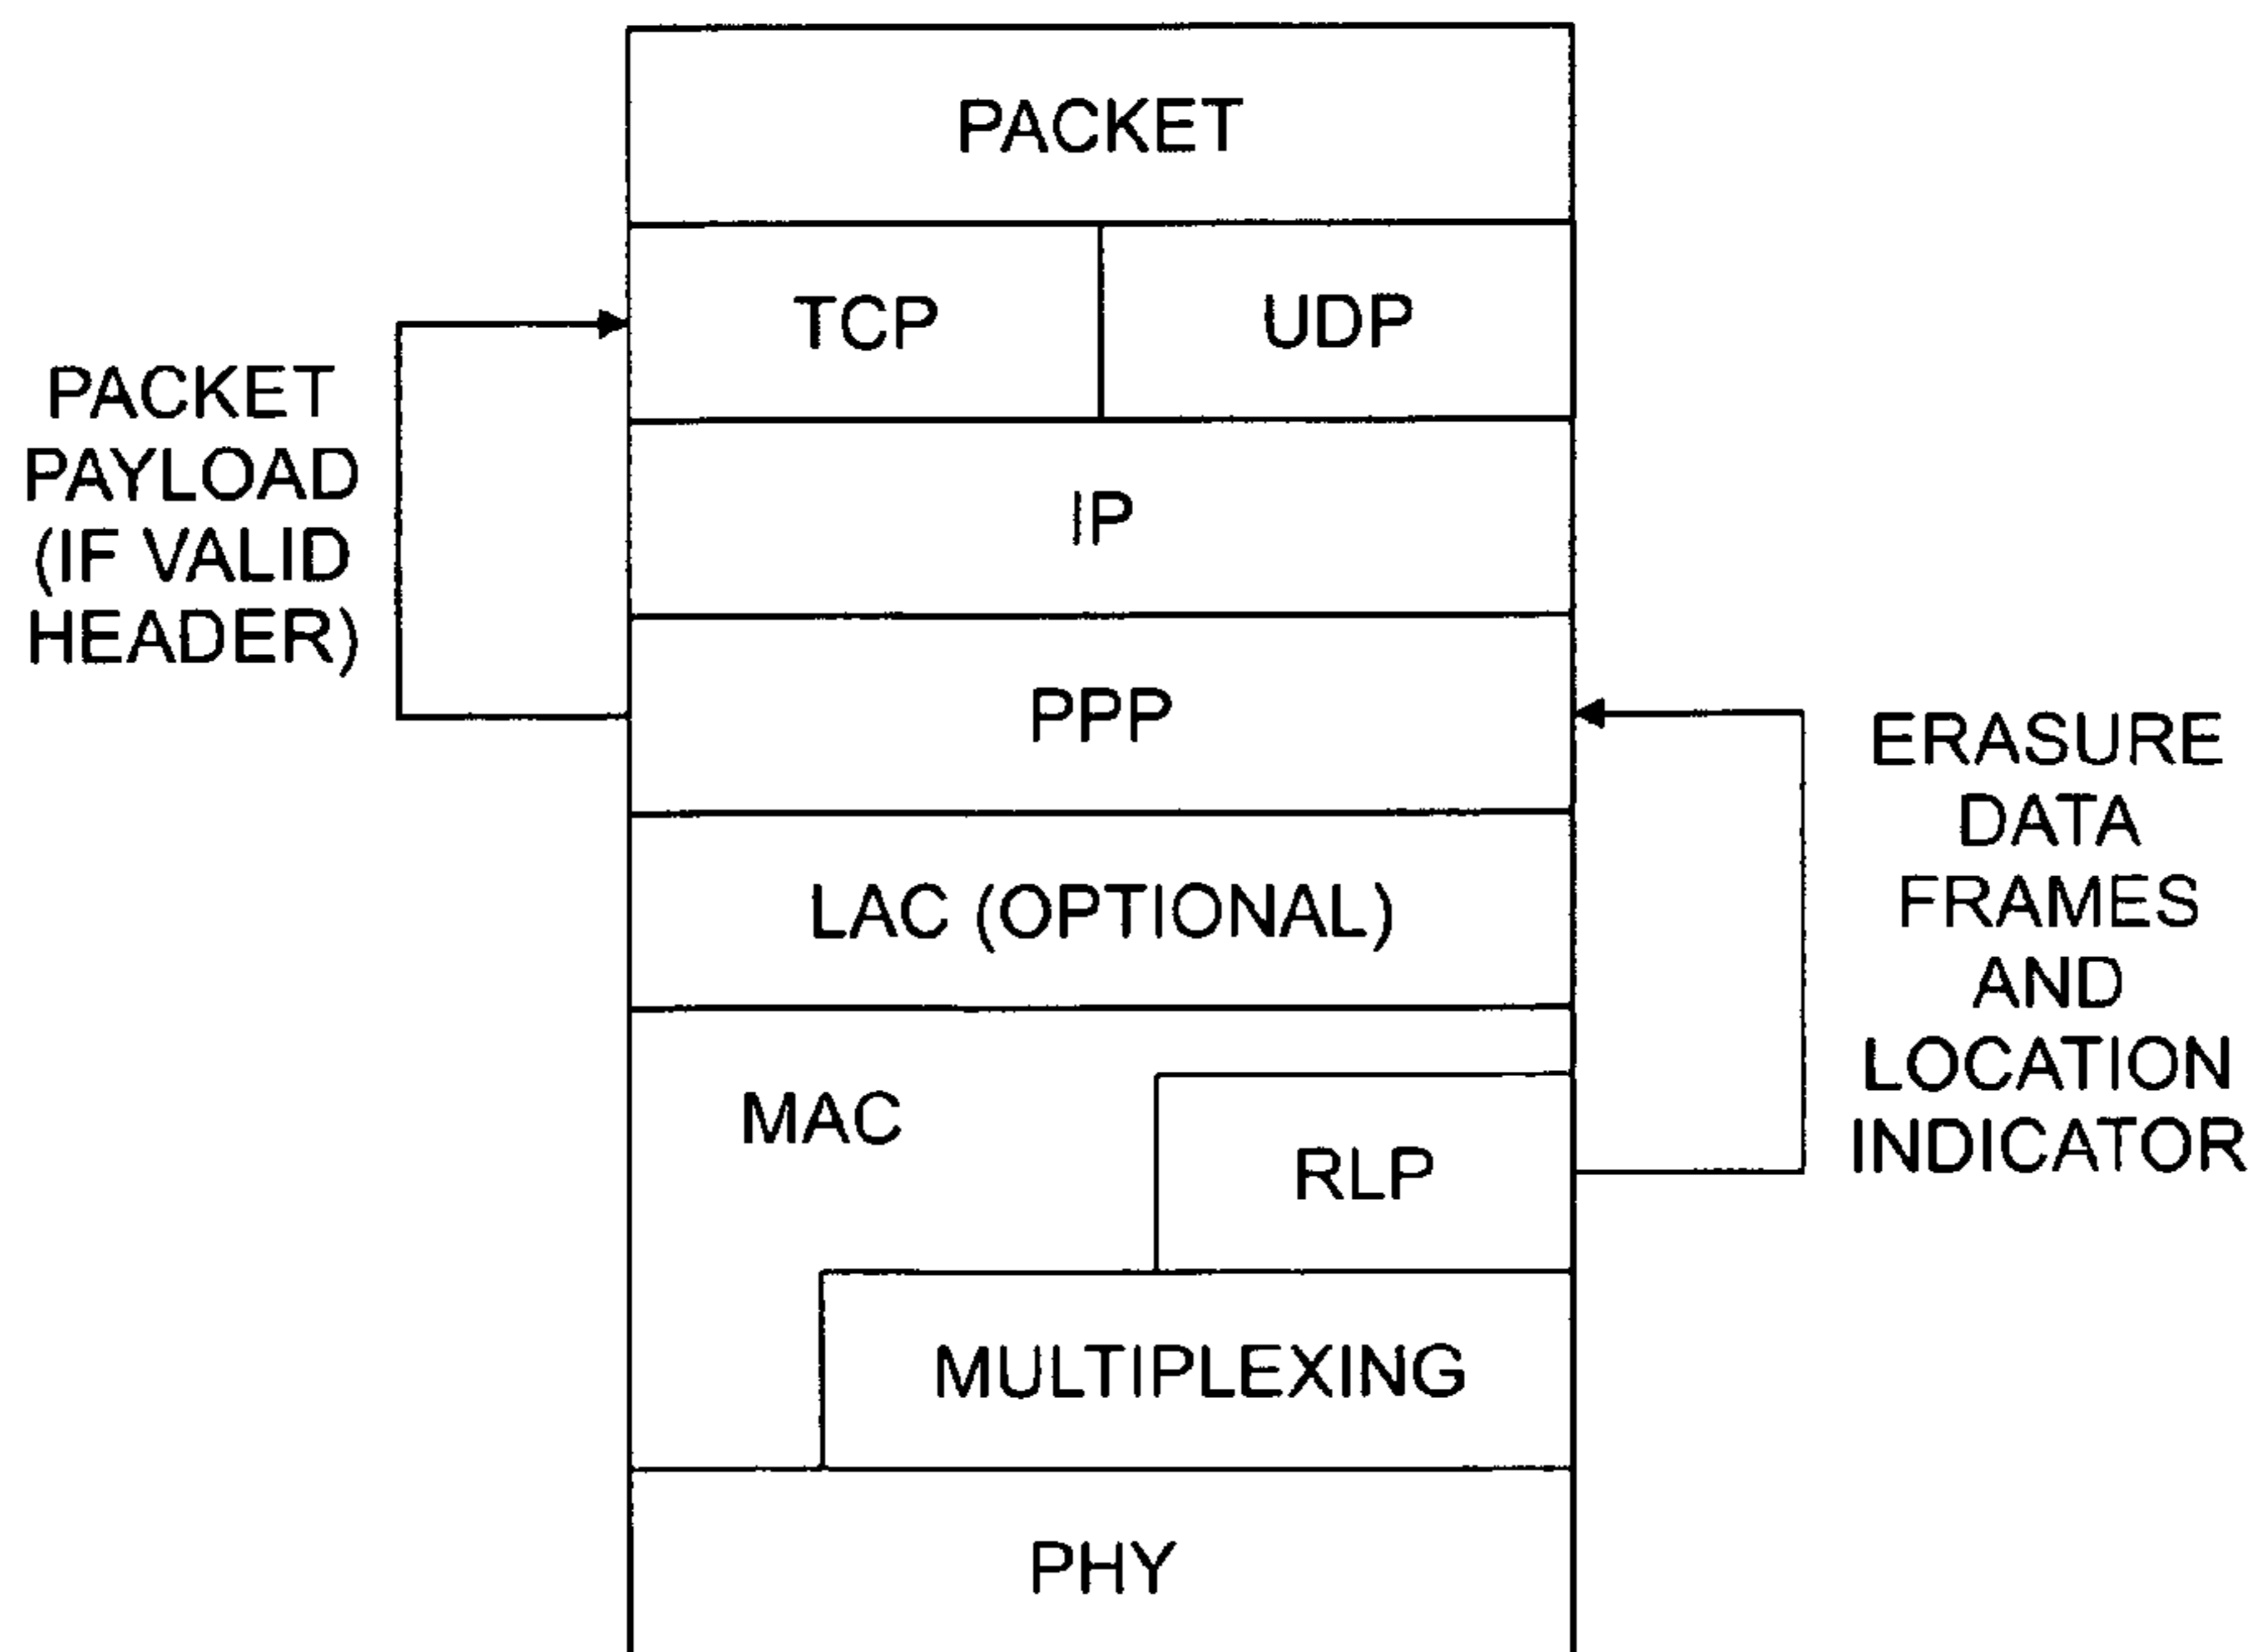 PACKET
TCP
UDP
PACKET
PAYLOAD
(IF VALID
HEADER)
IP
PPP
ERASURE
DATA
FRAMES
AND
LOCATION
INDICATOR
LAC (OPTIONAL)
MAC
RLP
MULTIPLEXING
PHY